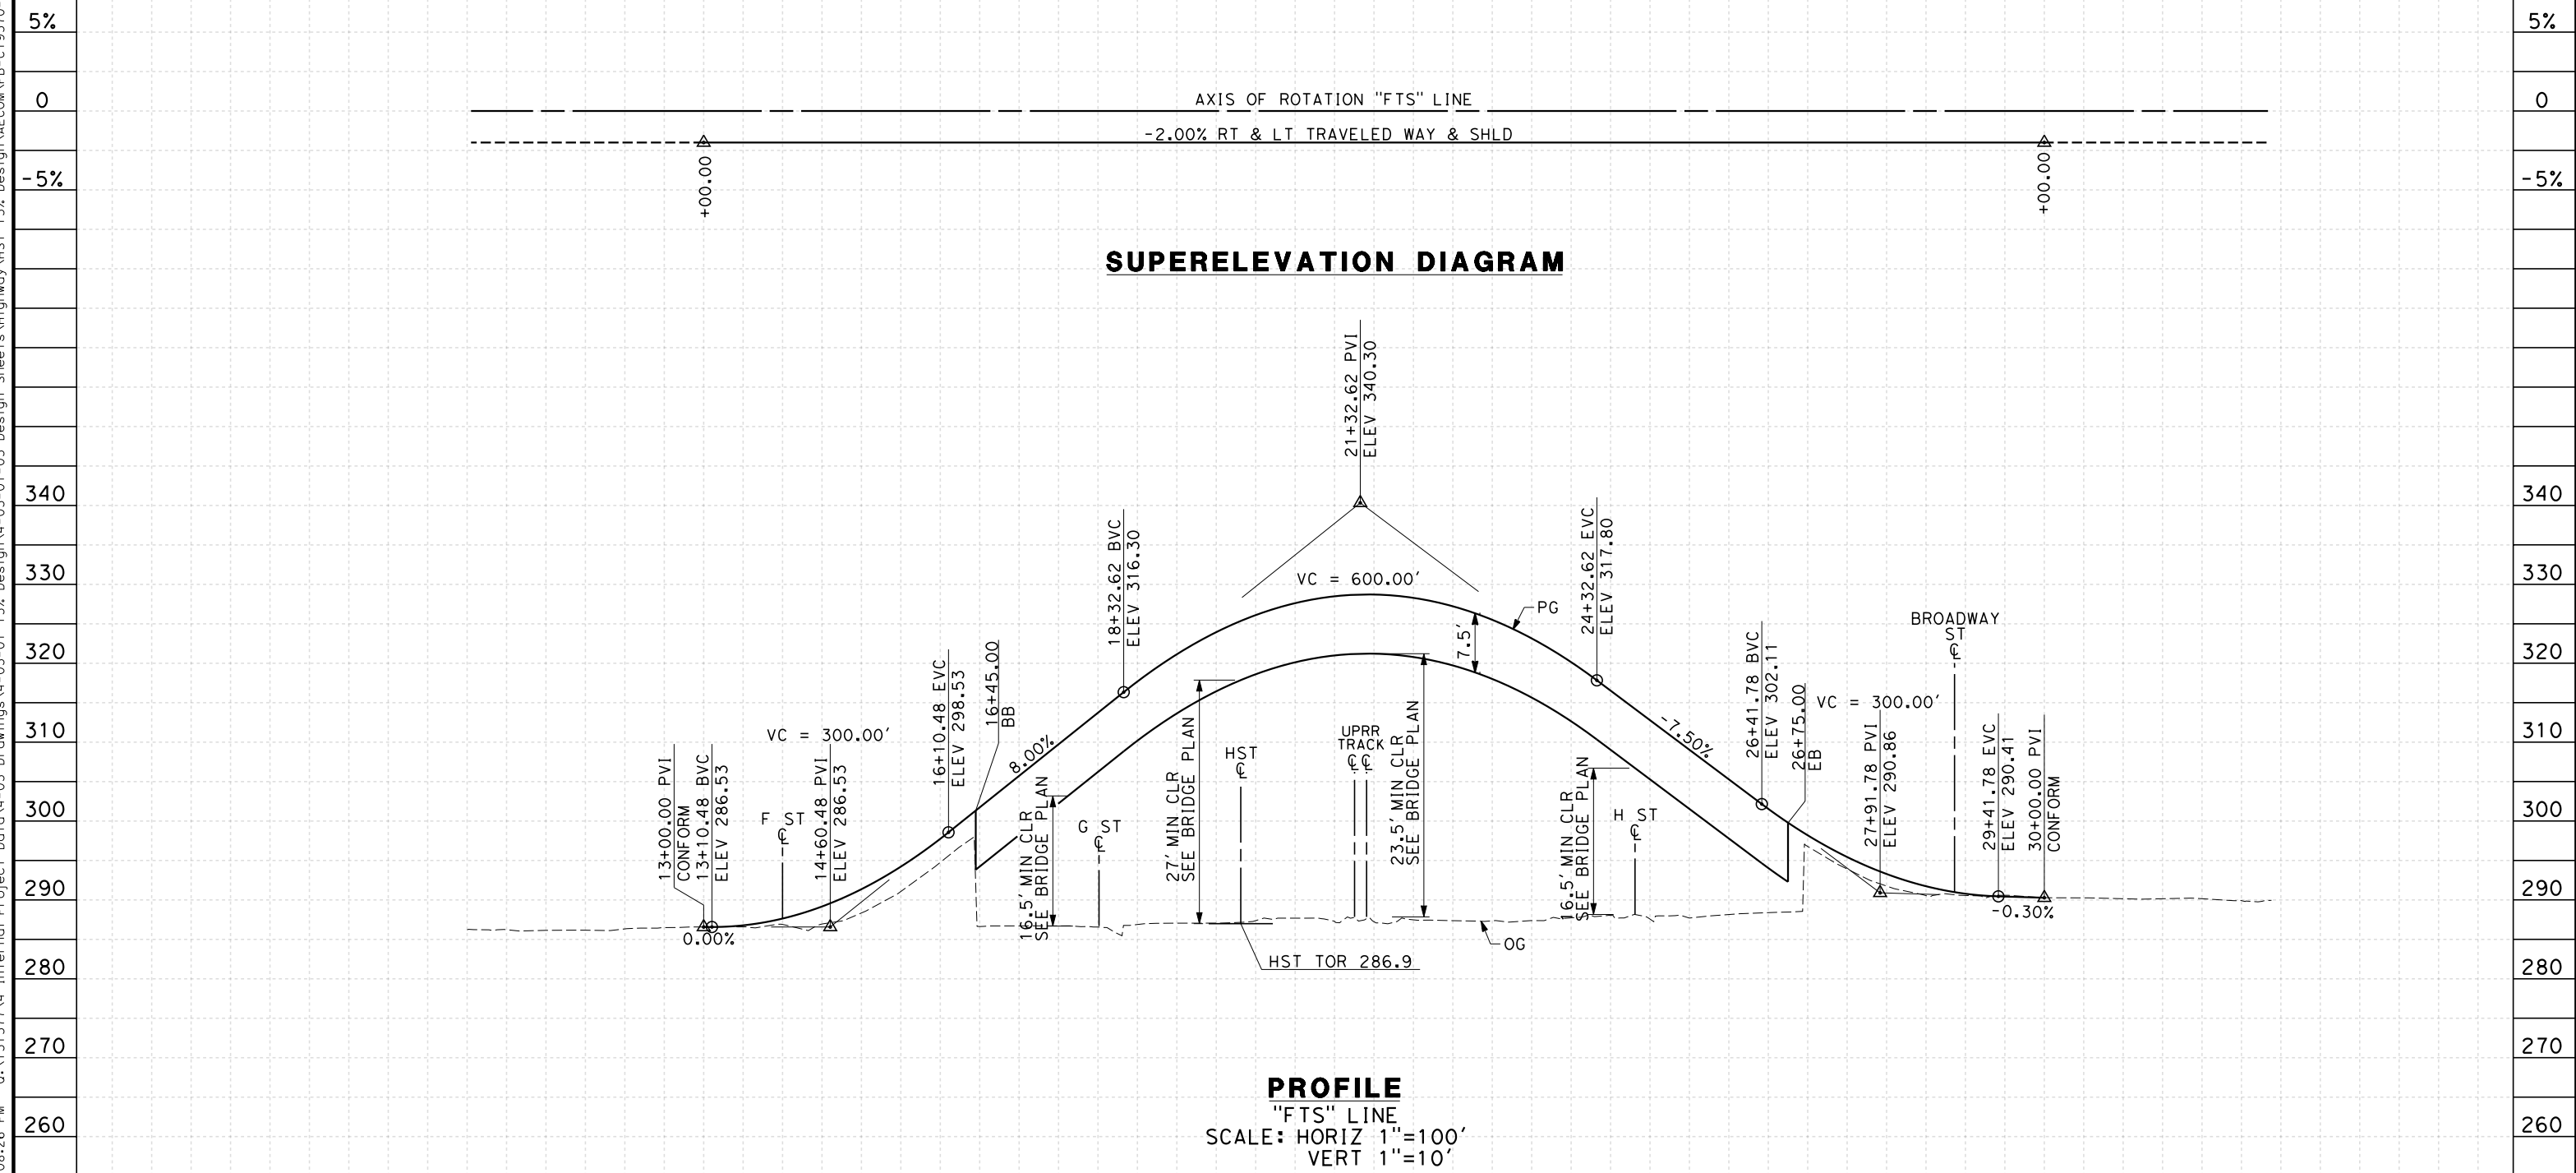 5%
5%
0
AXIS OF ROTATION "FTS" LINE
0
-2.00% RT & LT TRAVELED WAY & SHLD
-5%
+00.00
+00.00
-5%
SUPERELEVATION DIAGRAM
21+32.62 PVI
ELEV 340.30
340
340
330
330
320
320
310
310
300
300
290
290
280
280
270
270
260
260
13+00.00 PVI
CONFORM
13+10.48 BVC
ELEV 286.53
0.00%
F ST
℄
VC = 300.00'
14+60.48 PVI
ELEV 286.53
16+10.48 EVC
ELEV 298.53
16+45.00
BB
8.00%
16.5' MIN CLR
SEE BRIDGE PLAN
G ST
℄
18+32.62 BVC
ELEV 316.30
27' MIN CLR
SEE BRIDGE PLAN
HST
℄
HST TOR 286.9
VC = 600.00'
UPRR
TRACK
℄ ℄
23.5' MIN CLR
SEE BRIDGE PLAN
7.5'
PG
OG
24+32.62 EVC
ELEV 317.80
16.5' MIN CLR
SEE BRIDGE PLAN
H ST
℄
-7.50%
26+41.78 BVC
ELEV 302.11
26+75.00
EB
VC = 300.00'
27+91.78 PVI
ELEV 290.86
BROADWAY
ST
℄
29+41.78 EVC
ELEV 290.41
30+00.00 PVI
CONFORM
-0.30%
PROFILE
"FTS" LINE
SCALE: HORIZ 1"=100'
VERT 1"=10'